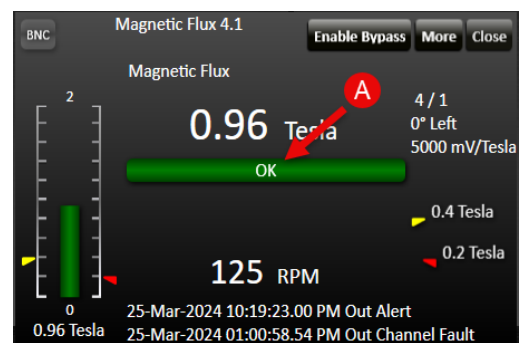 BNC
Magnetic Flux 4.1
Enable Bypass
More
Close
Magnetic Flux
A
0.96 Tesla
4 / 1
0° Left
5000 mV/Tesla
OK
2
0
0.96 Tesla
0.4 Tesla
0.2 Tesla
125 RPM
25-Mar-2024 10:19:23.00 PM Out Alert
25-Mar-2024 01:00:58.54 PM Out Channel Fault